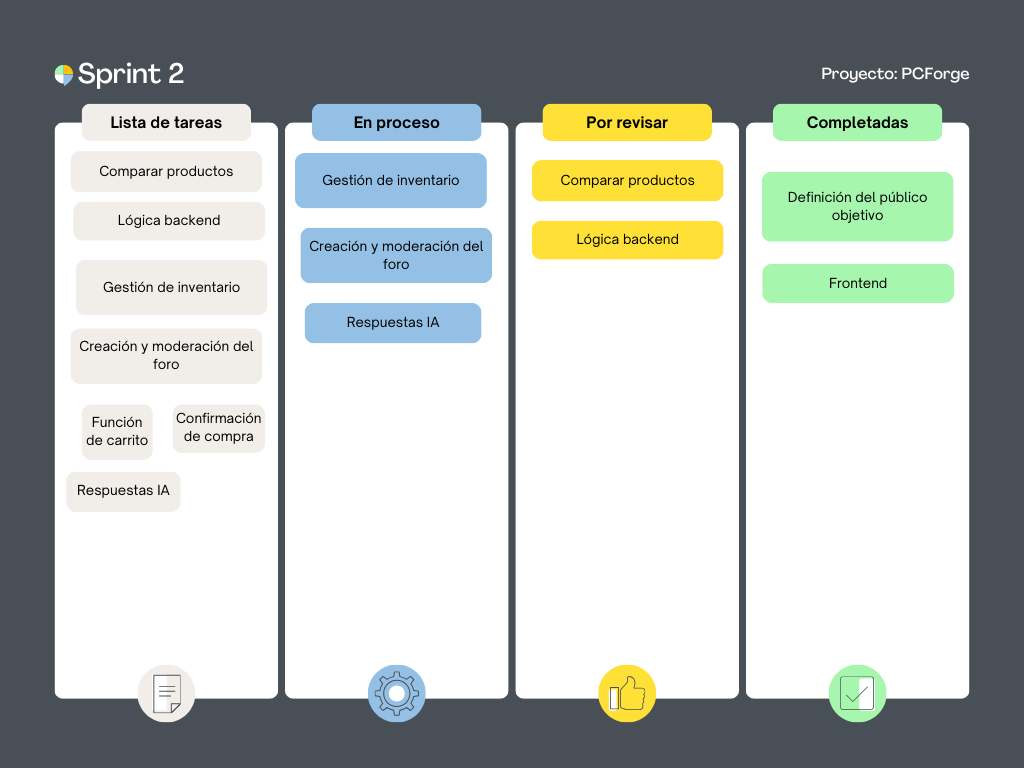 Sprint 2
Proyecto: PCForge
Lista de tareas
Comparar productos
Lógica backend
Gestión de inventario
Creación y moderación del
foro
Función
de carrito
Confirmación
de compra
Respuestas IA
En proceso
Gestión de inventario
Creación y moderación del
foro
Respuestas IA
Por revisar
Comparar productos
Lógica backend
Completadas
Definición del público
objetivo
Frontend